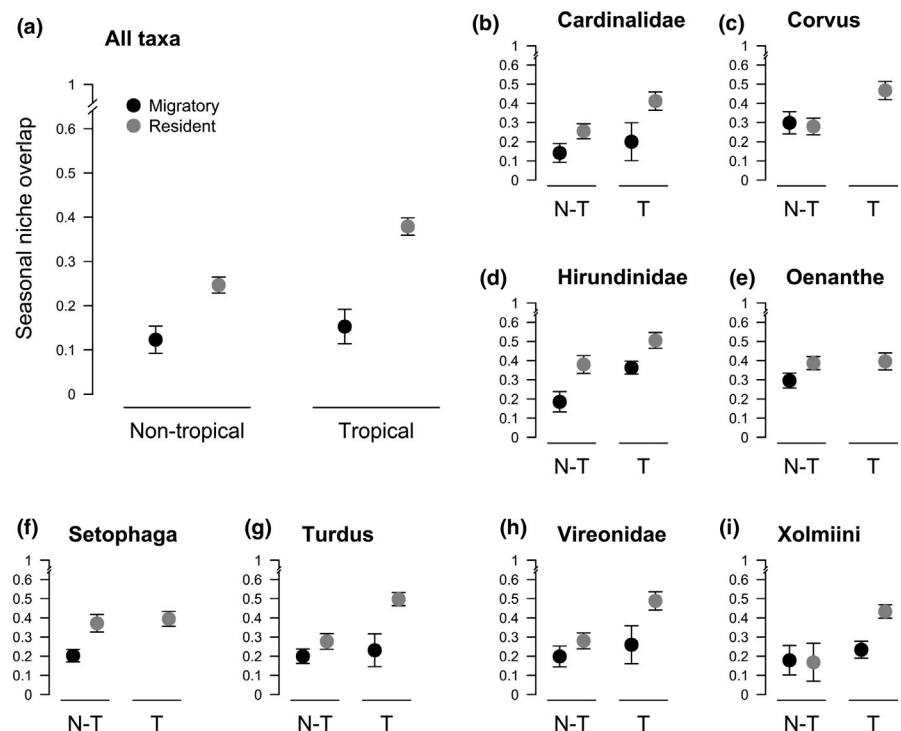 (a)
All taxa
Seasonal niche overlap
1
0.6
0.5
0.4
0.3
0.2
0.1
0
Migratory
Resident
Non-tropical
Tropical
(b)
Cardinalidae
1
0.6
0.5
0.4
0.3
0.2
0.1
0
N-T
T
(c)
Corvus
1
0.6
0.5
0.4
0.3
0.2
0.1
0
N-T
T
(d)
Hirundinidae
1
0.6
0.5
0.4
0.3
0.2
0.1
0
N-T
T
(e)
Oenanthe
1
0.6
0.5
0.4
0.3
0.2
0.1
0
N-T
T
(f)
Setophaga
1
0.6
0.5
0.4
0.3
0.2
0.1
0
N-T
T
(g)
Turdus
1
0.6
0.5
0.4
0.3
0.2
0.1
0
N-T
T
(h)
Vireonidae
1
0.6
0.5
0.4
0.3
0.2
0.1
0
N-T
T
(i)
Xolmiini
1
0.6
0.5
0.4
0.3
0.2
0.1
0
N-T
T